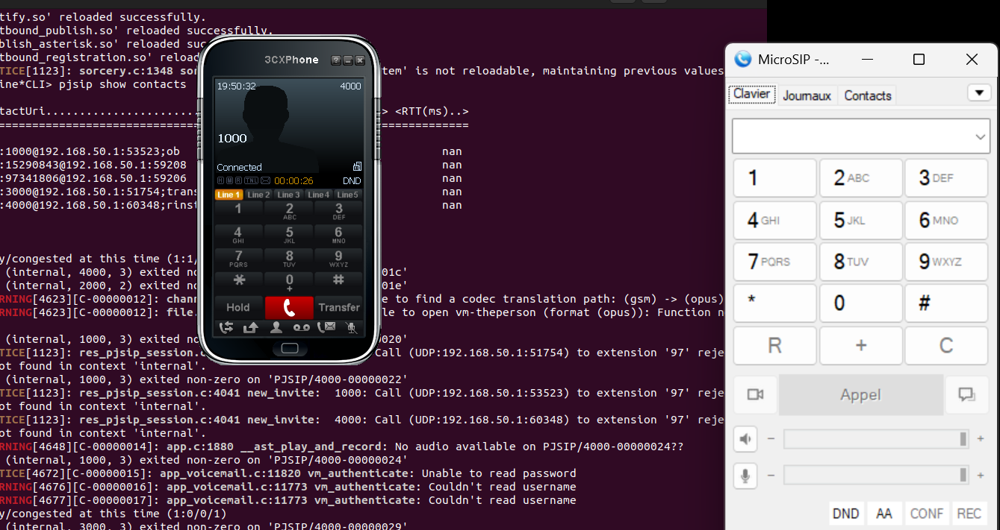 tify.so' reloaded successfully.
tbound_publish.so' reloaded successfully.
blish_asterisk.so' reloaded suc
tbound_registration.so' reload
TICE[1123]: sorcery.c:1348 sor
tem' is not reloadable, maintaining previous values
ine*CLI> pjsip show contacts
tactUri........................
> <RTT(ms)..>
==========================================================
:1000@192.168.50.1:53523;ob
nan
:15290843@192.168.50.1:59208
nan
:97341806@192.168.50.1:59206
nan
:3000@192.168.50.1:51754;trans
nan
:4000@192.168.50.1:60348;rinst
nan
y/congested at this time (1:1/
(internal, 4000, 3) exited no
01c'
(internal, 2000, 2) exited no
01e'
RNING[4623][C-00000012]: chann
e to find a codec translation path: (gsm) -> (opus)
RNING[4623][C-00000012]: file.
le to open vm-theperson (format (opus)): Function n
(internal, 1000, 3) exited no
020'
TICE[1123]: res_pjsip_session.c
Call (UDP:192.168.50.1:51754) to extension '97' reje
ot found in context 'internal'.
(internal, 1000, 3) exited non-zero on 'PJSIP/4000-00000022'
TICE[1123]: res_pjsip_session.c:4041 new_invite:  1000: Call (UDP:192.168.50.1:53523) to extension '97' reje
ot found in context 'internal'.
TICE[1123]: res_pjsip_session.c:4041 new_invite:  4000: Call (UDP:192.168.50.1:60348) to extension '97' reje
ot found in context 'internal'.
RNING[4648][C-00000014]: app.c:1880 __ast_play_and_record: No audio available on PJSIP/4000-00000024??
(internal, 1000, 3) exited non-zero on 'PJSIP/4000-00000024'
TICE[4672][C-00000015]: app_voicemail.c:11820 vm_authenticate: Unable to read password
RNING[4676][C-00000016]: app_voicemail.c:11773 vm_authenticate: Couldn't read username
RNING[4677][C-00000017]: app_voicemail.c:11773 vm_authenticate: Couldn't read username
y/congested at this time (1:0/0/1)
(internal, 3000, 3) exited non-zero on 'PJSIP/4000-00000029'
3CXPhone ?
19:50:32 4000
1000
Connected
H M R TNL 00:00:26 DND
Line 1 Line 2 Line 3 Line 4 Line5
1 2 3
ABC DEF
4 5 6
GHI JKL MNO
7 8 9
PQRS TUV WXYZ
* 0 #
+
Hold Transfer
MicroSIP -...
Clavier Journaux Contacts
1 2 ABC 3 DEF
4 GHI 5 JKL 6 MNO
7 PQRS 8 TUV 9 WXYZ
* 0 #
R + C
Appel
- +
- +
DND AA CONF REC